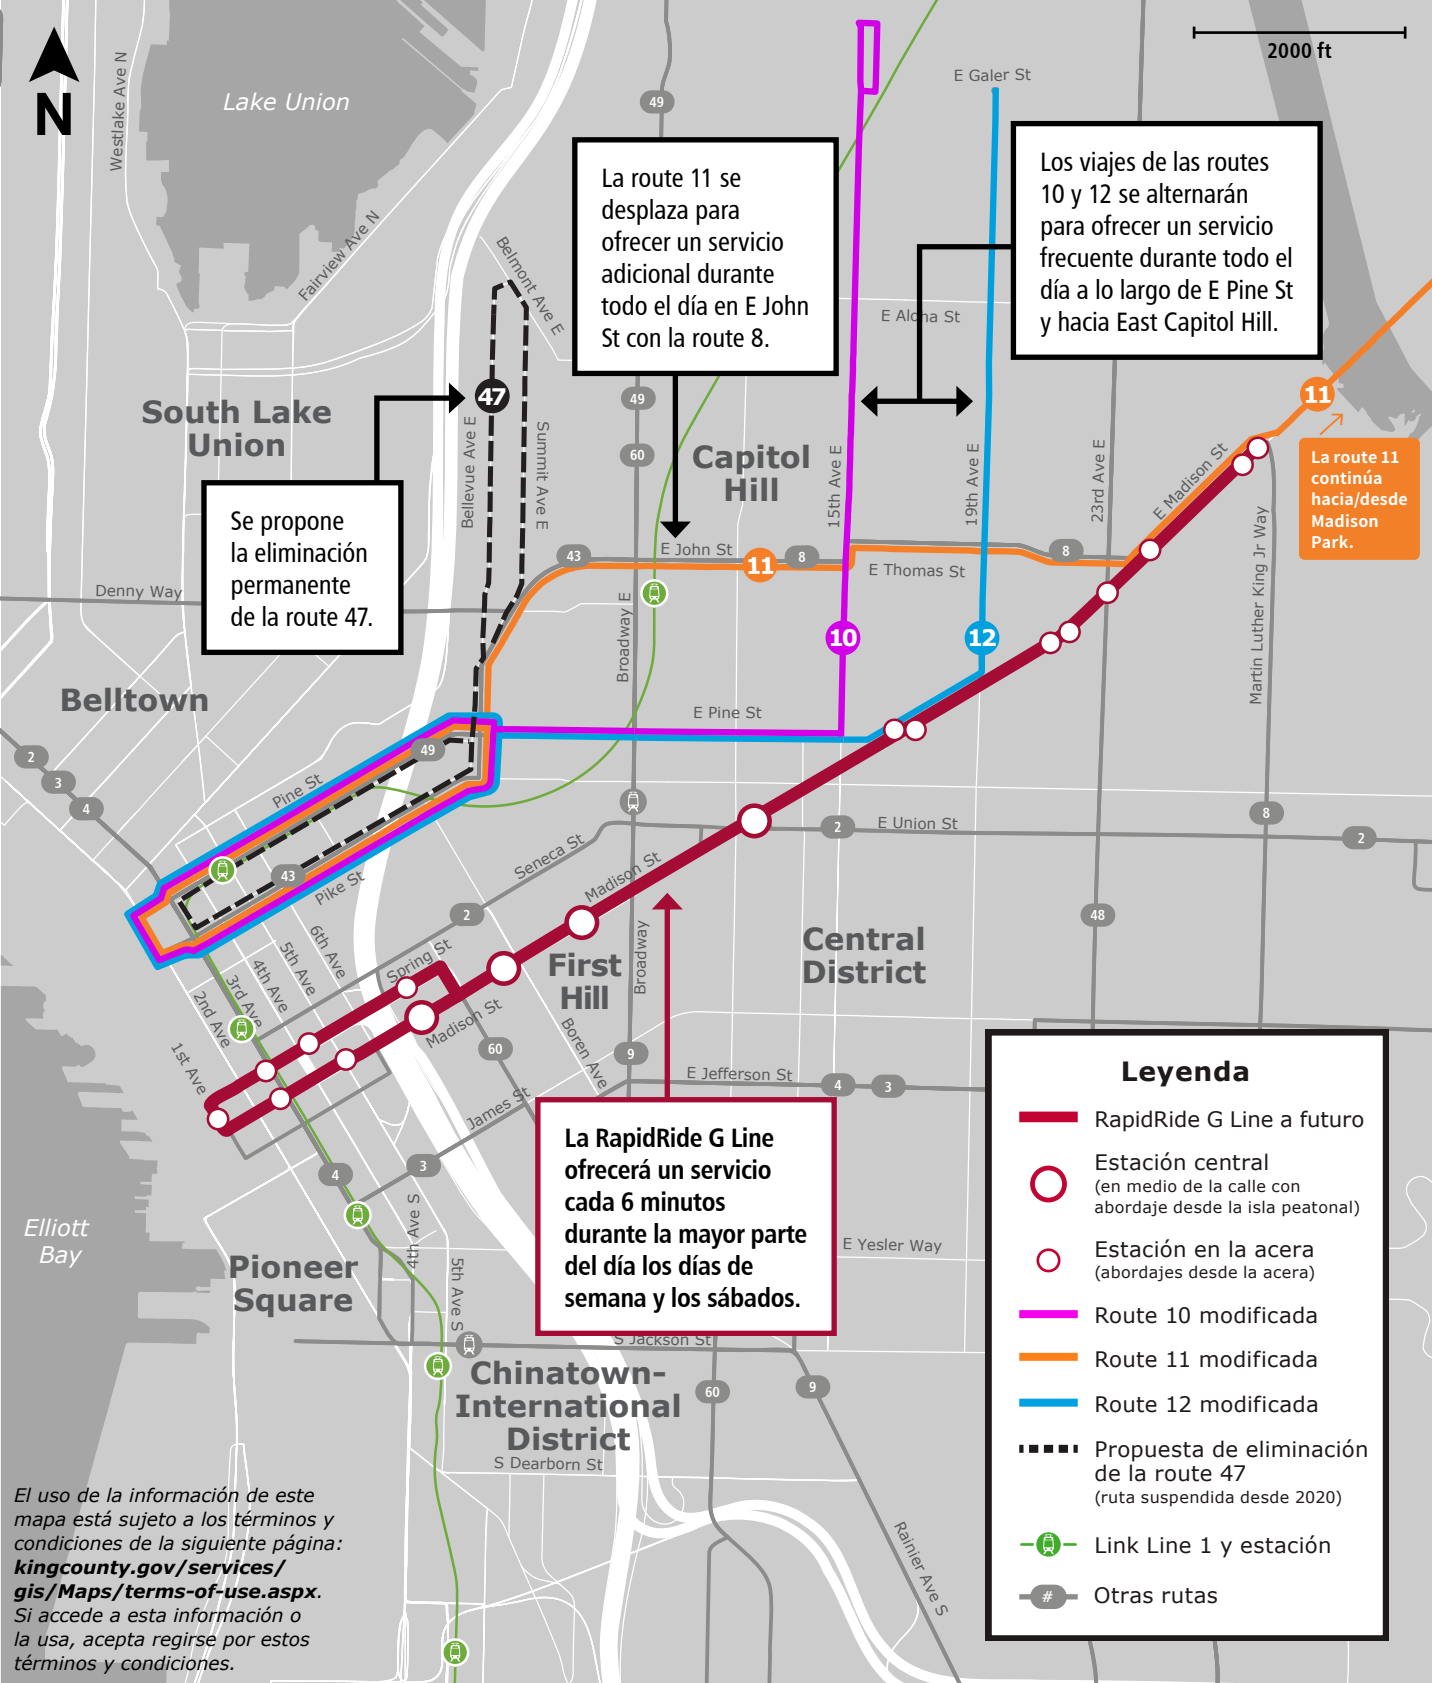 N
Lake Union
Westlake Ave N
Fairview Ave N
49
E Galer St
2000 ft
La route 11 se
desplaza para
ofrecer un servicio
adicional durante
todo el día en E John
St con la route 8.
Los viajes de las routes
10 y 12 se alternarán
para ofrecer un servicio
frecuente durante todo el
día a lo largo de E Pine St
y hacia East Capitol Hill.
Belmont Ave E
E Aloha St
47
49
60
11
La route 11
continúa
hacia/desde
Madison
Park.
South Lake
Union
Bellevue Ave E
Summit Ave E
Capitol
Hill
15th Ave E
19th Ave E
23rd Ave E
E Madison St
Martin Luther King Jr Way
Se propone
la eliminación
permanente
de la route 47.
43
E John St
11
8
8
E Thomas St
Denny Way
Broadway E
10
12
Belltown
E Pine St
49
2
3
4
Pine St
43
Pike St
Seneca St
Madison St
2
E Union St
8
2
2
48
6th Ave
5th Ave
4th Ave
3rd Ave
2nd Ave
1st Ave
Spring St
Madison St
First
Hill
Broadway
Central
District
60
Boren Ave
9
E Jefferson St
4
3
James St
4
3
La RapidRide G Line
ofrecerá un servicio
cada 6 minutos
durante la mayor parte
del día los días de
semana y los sábados.
Elliott
Bay
Pioneer
Square
4th Ave S
5th Ave S
E Yesler Way
S Jackson St
Chinatown-
International
District
60
9
S Dearborn St
Rainier Ave S
Leyenda
RapidRide G Line a futuro
Estación central
(en medio de la calle con
abordaje desde la isla peatonal)
Estación en la acera
(abordajes desde la acera)
Route 10 modificada
Route 11 modificada
Route 12 modificada
Propuesta de eliminación
de la route 47
(ruta suspendida desde 2020)
Link Line 1 y estación
#
Otras rutas
El uso de la información de este
mapa está sujeto a los términos y
condiciones de la siguiente página:
kingcounty.gov/services/
gis/Maps/terms-of-use.aspx.
Si accede a esta información o
la usa, acepta regirse por estos
términos y condiciones.